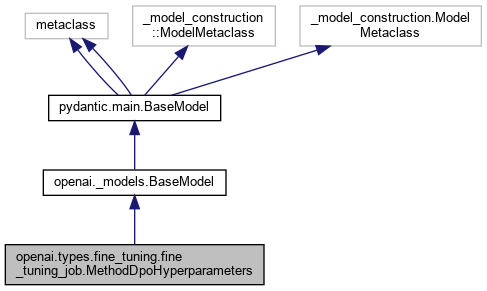 metaclass
_model_construction
::ModelMetaclass
_model_construction.Model
Metaclass
pydantic.main.BaseModel
openai._models.BaseModel
openai.types.fine_tuning.fine
_tuning_job.MethodDpoHyperparameters